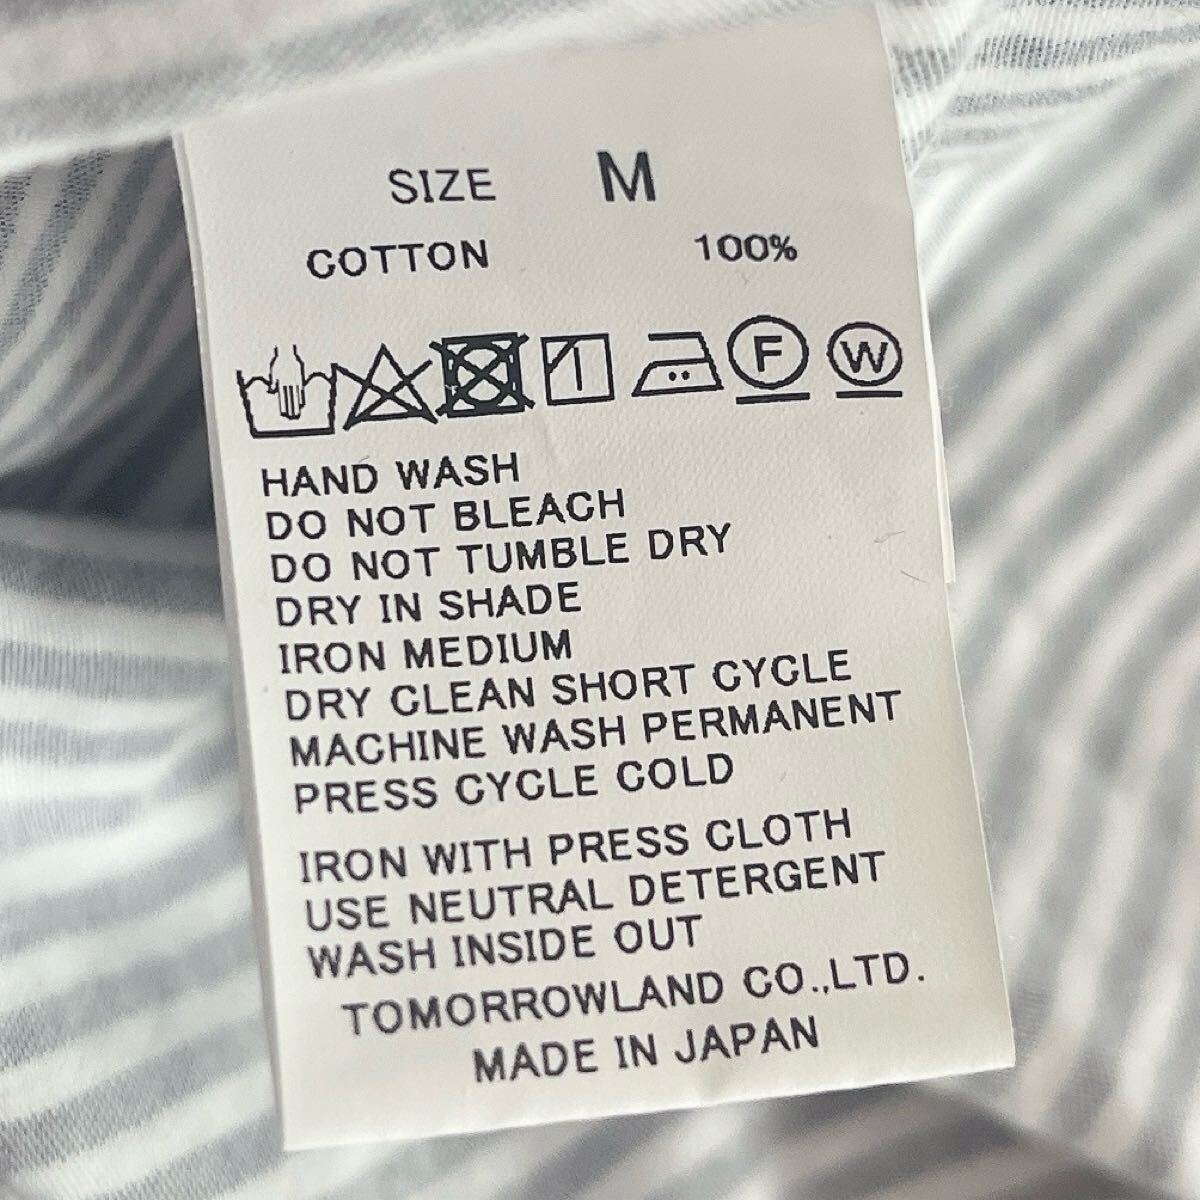 SIZE M
COTTON 100%
F W
HAND WASH
DO NOT BLEACH
DO NOT TUMBLE DRY
DRY IN SHADE
IRON MEDIUM
DRY CLEAN SHORT CYCLE
MACHINE WASH PERMANENT
PRESS CYCLE COLD
IRON WITH PRESS CLOTH
USE NEUTRAL DETERGENT
WASH INSIDE OUT
TOMORROWLAND CO.,LTD.
MADE IN JAPAN